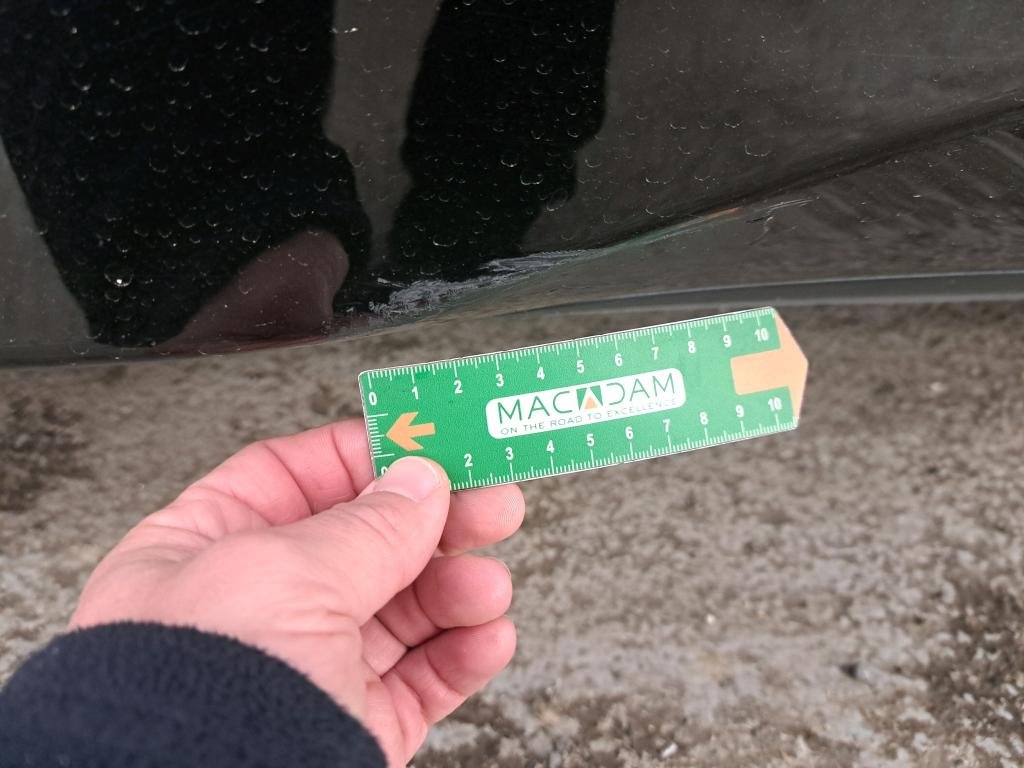 0 1 2 3 4 5 6 7 8 9 10
MACADAM
ON THE ROAD TO EXCELLENCE
0 2 3 4 5 6 7 8 9 10